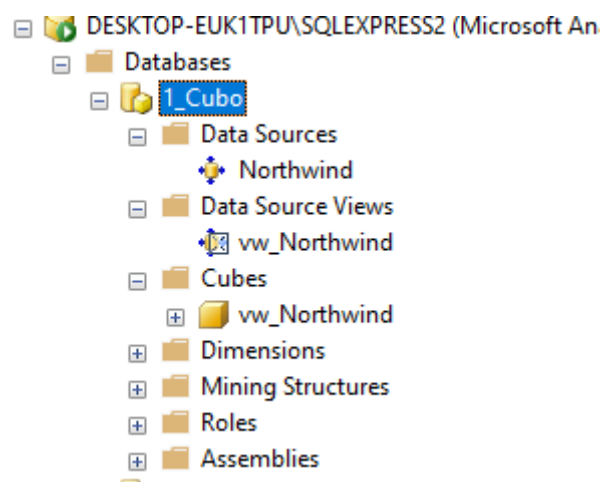 DESKTOP-EUK1TPU\SQLEXPRESS2 (Microsoft An
Databases
1_Cubo
Data Sources
Northwind
Data Source Views
vw_Northwind
Cubes
vw_Northwind
Dimensions
Mining Structures
Roles
Assemblies